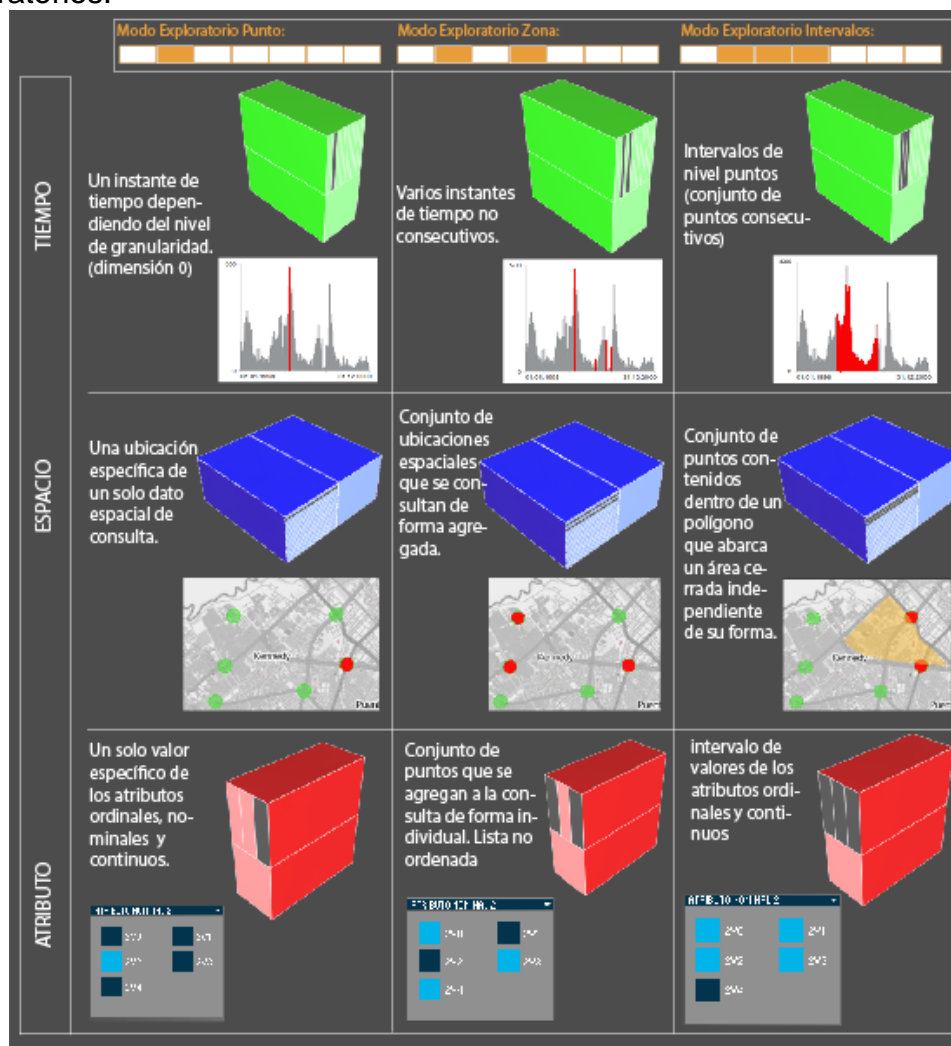 Modo Exploratorio Punto:
Modo Exploratorio Zona:
Modo Exploratorio Intervalos:
TIEMPO
Un instante de
tiempo depen-
diendo del nivel
de granularidad.
(dimensión 0)
Varios instantes
de tiempo no
consecutivos.
Intervalos de
nivel puntos
(conjunto de
puntos consecu-
tivos)
ESPACIO
Una ubicación
específica de
un solo dato
espacial de
consulta.
Kennedy
Conjunto de
ubicaciones
espaciales
que se con-
sultan de
forma agre-
gada.
Kennedy
Conjunto de
puntos con-
tenidos
dentro de un
polígono
que abarca
un área ce-
rrada inde-
pendiente
de su forma.
Kennedy
ATRIBUTO
Un solo valor
específico de
los atributos
ordinales, no-
minales y
continuos.
Conjunto de
puntos que se
agregan a la con-
sulta de forma in-
dividual. Lista no
ordenada
intervalo de
valores de los
atributos ordi-
nales y conti-
nuos